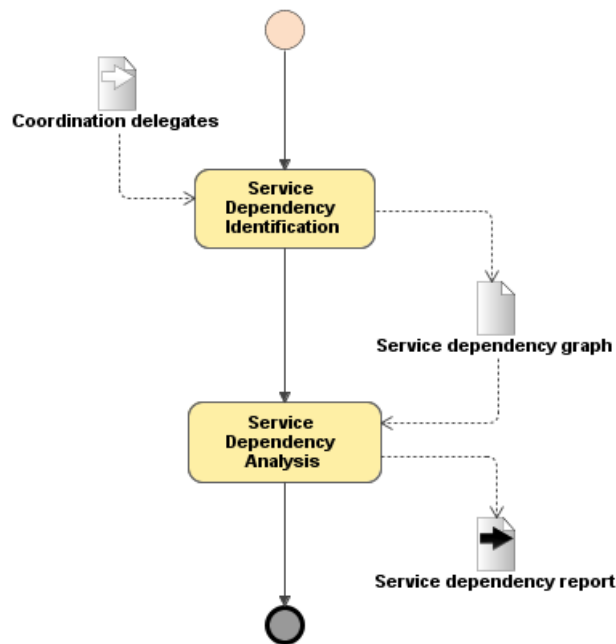 Coordination delegates
Service
Dependency
Identification
Service dependency graph
Service
Dependency
Analysis
Service dependency report